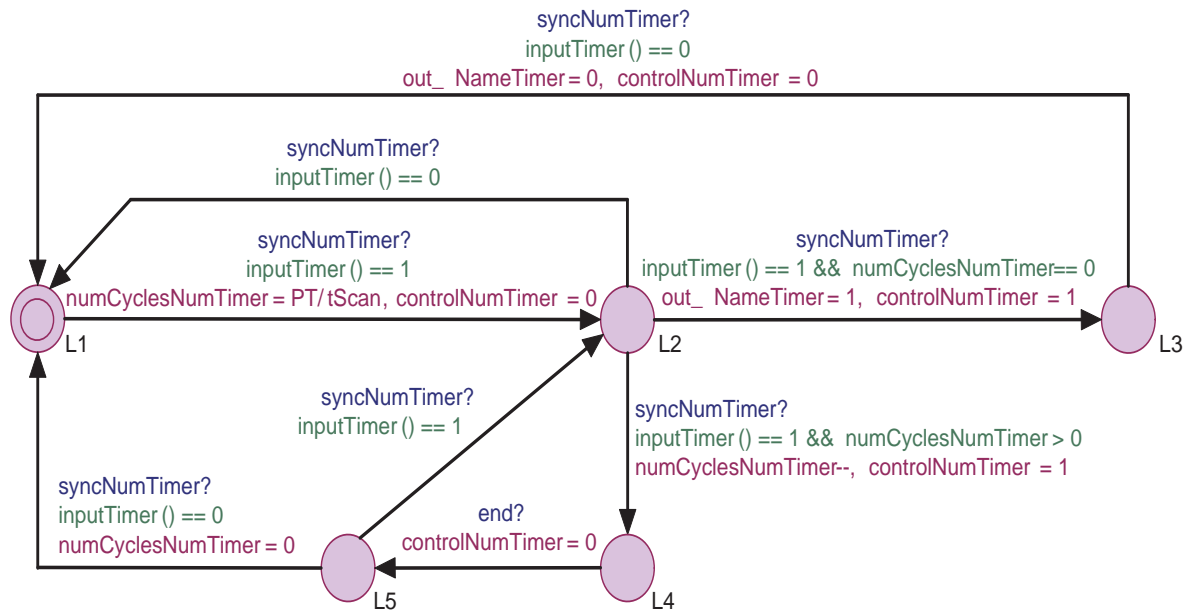 syncNumTimer?
inputTimer () == 0
out_ NameTimer = 0, controlNumTimer = 0
syncNumTimer?
inputTimer () == 0
syncNumTimer?
inputTimer () == 1
numCyclesNumTimer = PT/ tScan, controlNumTimer = 0
syncNumTimer?
inputTimer () == 1 && numCyclesNumTimer== 0
out_ NameTimer = 1, controlNumTimer = 1
L1
L2
L3
syncNumTimer?
inputTimer () == 1
syncNumTimer?
inputTimer () == 1 && numCyclesNumTimer > 0
numCyclesNumTimer--, controlNumTimer = 1
syncNumTimer?
inputTimer () == 0
numCyclesNumTimer = 0
end?
controlNumTimer = 0
L5
L4